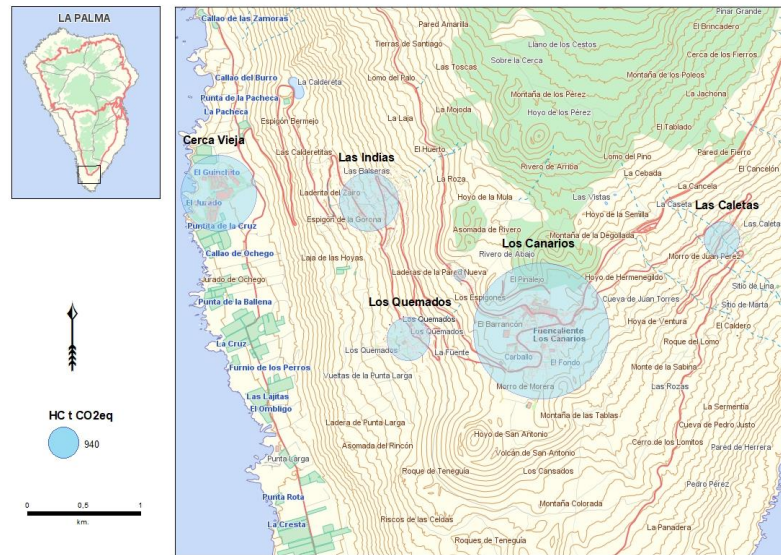 LA PALMA
HC t CO2eq
940
0 0,5 1
km.
Callao de las Zamoras
Pared Amarilla
Pinar Grande
El Brincadero
Tierras de Santiago
Llano de los Cestos
Sobre la Cerca
Cerca de los Fierros
Las Toscas
Callao del Burro
La Caldereta
Lomo del Palo
Montaña de los Poleos
Punta de la Pacheca
La Jachona
La Pacheca
Montaña de los Pérez
Espigón Bermejo
La Mojoda
Hoyo de los Pérez
La Laja
El Tablado
Cerca Vieja
Las Calderetitas
El Huerto
Pared de Fierro
Las Indias
Lomo del Pino
El Guinchito
Las Balseras
Rivero de Arriba
La Cebada
El Cancelón
La Roza
La Cancela
Laderita del Zarro
Hoyo de la Mula
Las Vistas
La Caseta
Las Caletas
El Jurado
Hoyo de la Semilla
Espigón de la Gorona
Asomada de Rivero
Montaña de la Degollada
Las Caleta
Puntita de la Cruz
Los Canarios
Callao de Ochego
Rivero de Abajo
Morro de Juan Pérez
Laja de las Hoyas
Laderas de la Pared Nueva
Hoyo de Hermenegildo
Jurado de Ochego
El Pinalejo
Sitio de Lina
Los Espigones
Cueva de Juan Torres
Punta de la Ballena
Los Quemados
Sitio de Marta
Los Quemados
El Barrancón
Fuencaliente
Hoya de Ventura
El Caldero
Los Quemados
Los Canarios
La Cruz
Los Quemados
La Fuente
Carballo
El Fondo
Roque del Lomo
Furnio de los Perros
Vueltas de la Punta Larga
Monte de la Sabina
Morro de Morera
Las Rozas
Las Lajitas
La Sermentía
El Ombligo
Montaña de las Tablas
Ladera de Punta Larga
Cueva de Pedro Justo
Hoyo de San Antonio
Asomada del Rincón
Cerro de los Lomitos
Pared de Herrera
Volcán de San Antonio
Punta Larga
Roque de Teneguía
Los Cansados
Pedro Pérez
Punta Rota
Montaña Colorada
La Cresta
Riscos de las Celdas
La Panadera
Roques de Teneguía